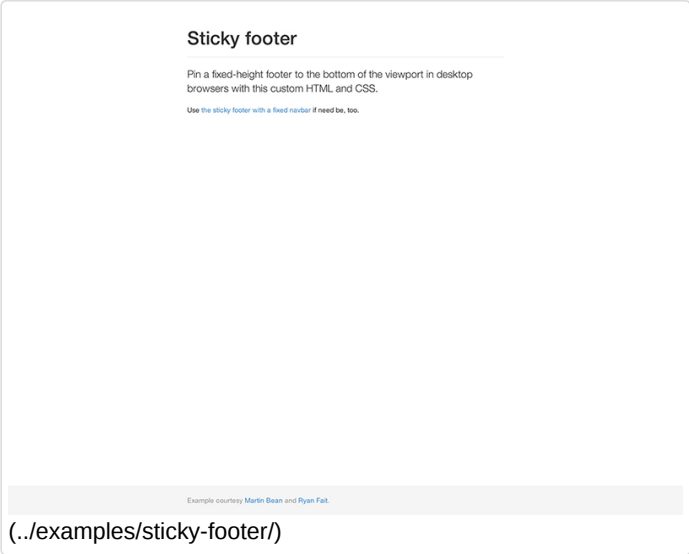 Sticky footer
Pin a fixed-height footer to the bottom of the viewport in desktop
browsers with this custom HTML and CSS.
Use the sticky footer with a fixed navbar if need be, too.
Example courtesy Martin Bean and Ryan Fait.
(../examples/sticky-footer/)